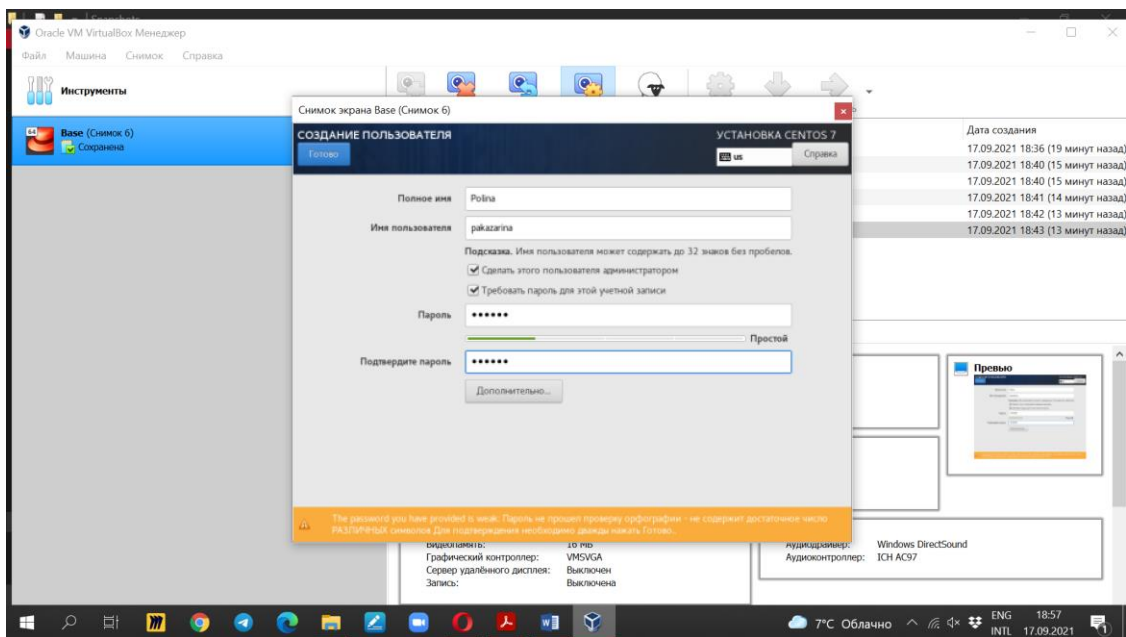 Oracle VM VirtualBox Менеджер
Файл Машина Снимок Справка
Инструменты
Base (Снимок 6)
Сохранена
Снимок экрана Base (Снимок 6)
СОЗДАНИЕ ПОЛЬЗОВАТЕЛЯ
УСТАНОВКА CENTOS 7
Готово
us
Справка
Полное имя
Polina
Имя пользователя
pakazarina
Подсказка. Имя пользователя может содержать до 32 знаков без пробелов.
Сделать этого пользователя администратором
Требовать пароль для этой учетной записи
Пароль
••••••
Простой
Подтвердите пароль
••••••
Дополнительно...
The password you have provided is weak: Пароль не прошел проверку орфографии - не содержит достаточное число
РАЗЛИЧНЫХ символов Для подтверждения необходимо дважды нажать Готово.
Дата создания
17.09.2021 18:36 (19 минут назад)
17.09.2021 18:40 (15 минут назад)
17.09.2021 18:40 (15 минут назад)
17.09.2021 18:41 (14 минут назад)
17.09.2021 18:42 (13 минут назад)
17.09.2021 18:43 (13 минут назад)
Превью
Видеопамять: 16 МБ
Графический контроллер: VMSVGA
Сервер удалённого дисплея: Выключен
Запись: Выключена
Аудиодрайвер: Windows DirectSound
Аудиоконтроллер: ICH AC97
7°C Облачно
ENG
INTL
18:57
17.09.2021